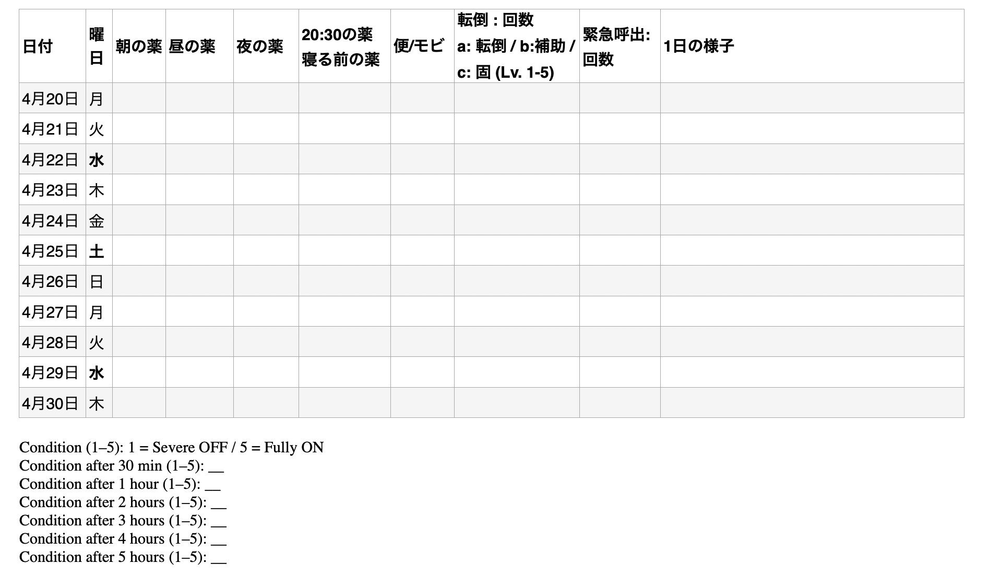 日付 曜日 朝の薬 昼の薬 夜の薬 20:30の薬 寝る前の薬 便/モビ 転倒 : 回数 a: 転倒 / b:補助 / c: 固 (Lv. 1-5) 緊急呼出: 回数 1日の様子
4月20日 月
4月21日 火
4月22日 水
4月23日 木
4月24日 金
4月25日 土
4月26日 日
4月27日 月
4月28日 火
4月29日 水
4月30日 木
Condition (1–5): 1 = Severe OFF / 5 = Fully ON
Condition after 30 min (1–5): __
Condition after 1 hour (1–5): __
Condition after 2 hours (1–5): __
Condition after 3 hours (1–5): __
Condition after 4 hours (1–5): __
Condition after 5 hours (1–5): __